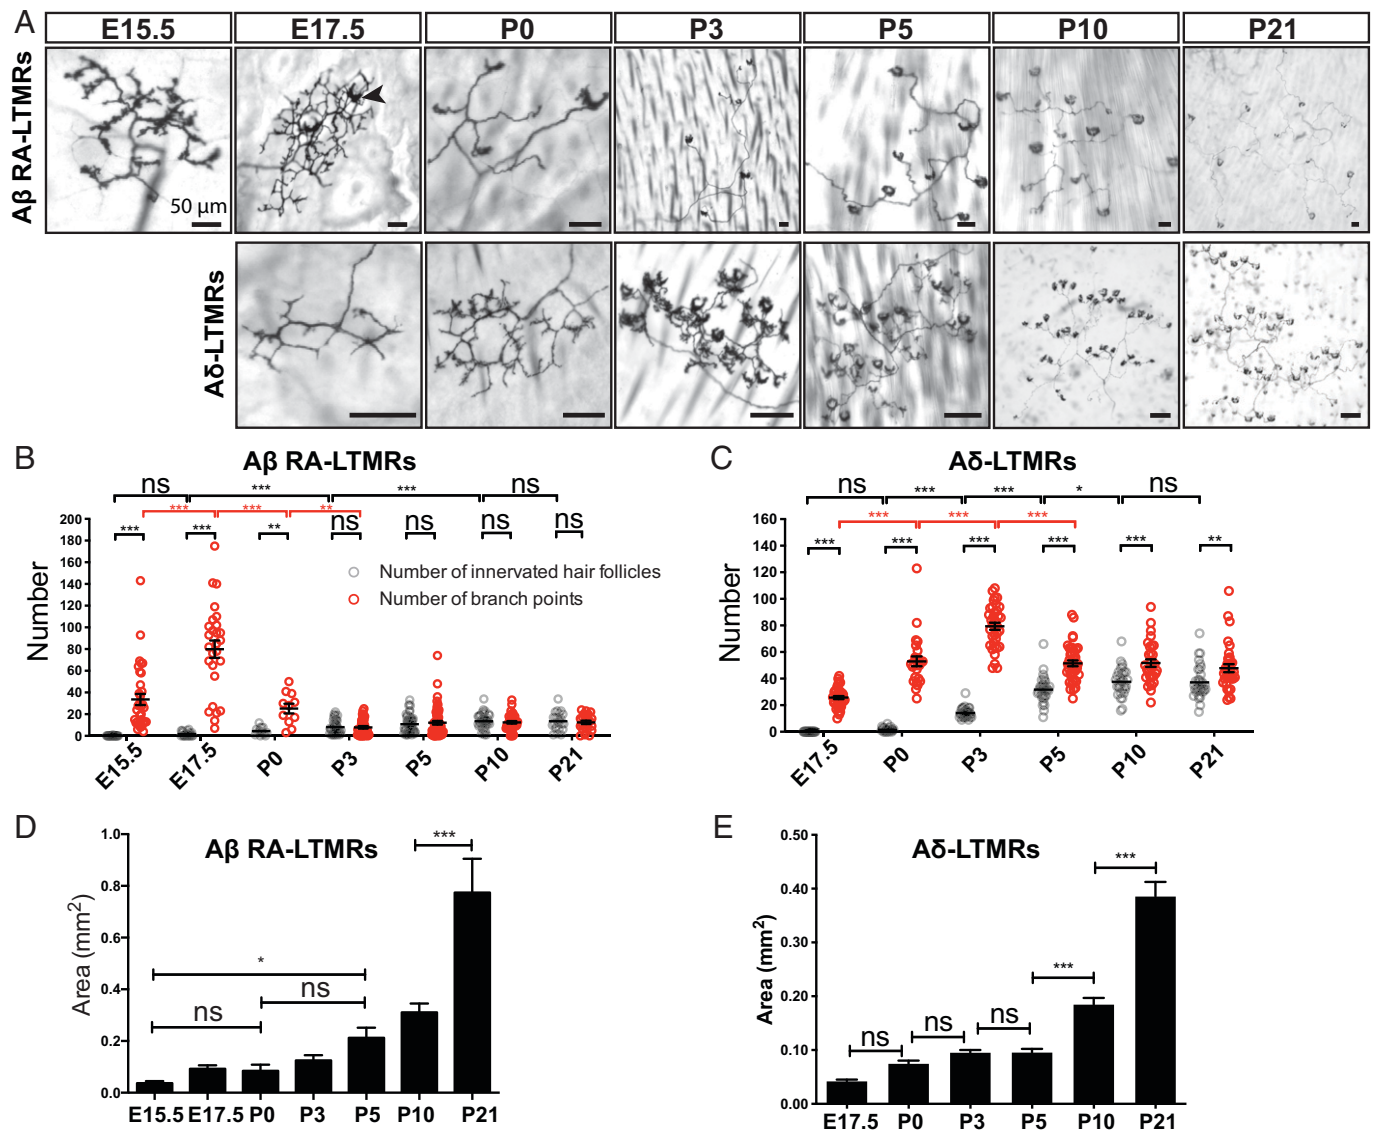 A
E15.5 E17.5 P0 P3 P5 P10 P21
Aβ RA-LTMRs
50 µm
Aδ-LTMRs
B
Aβ RA-LTMRs
ns *** *** ns
*** *** **
*** *** ** ns ns ns ns
Number
200
180
160
140
120
100
80
60
40
20
0
Number of innervated hair follicles
Number of branch points
E15.5 E17.5 P0 P3 P5 P10 P21
C
Aδ-LTMRs
ns *** *** * ns
*** *** ***
*** *** *** *** *** **
Number
160
140
120
100
80
60
40
20
0
E17.5 P0 P3 P5 P10 P21
D
Aβ RA-LTMRs
***
*
ns
ns
Area (mm²)
1.0
0.8
0.6
0.4
0.2
0.0
E15.5 E17.5 P0 P3 P5 P10 P21
E
Aδ-LTMRs
***
***
ns ns ns
Area (mm²)
0.50
0.40
0.30
0.20
0.10
0.00
E17.5 P0 P3 P5 P10 P21